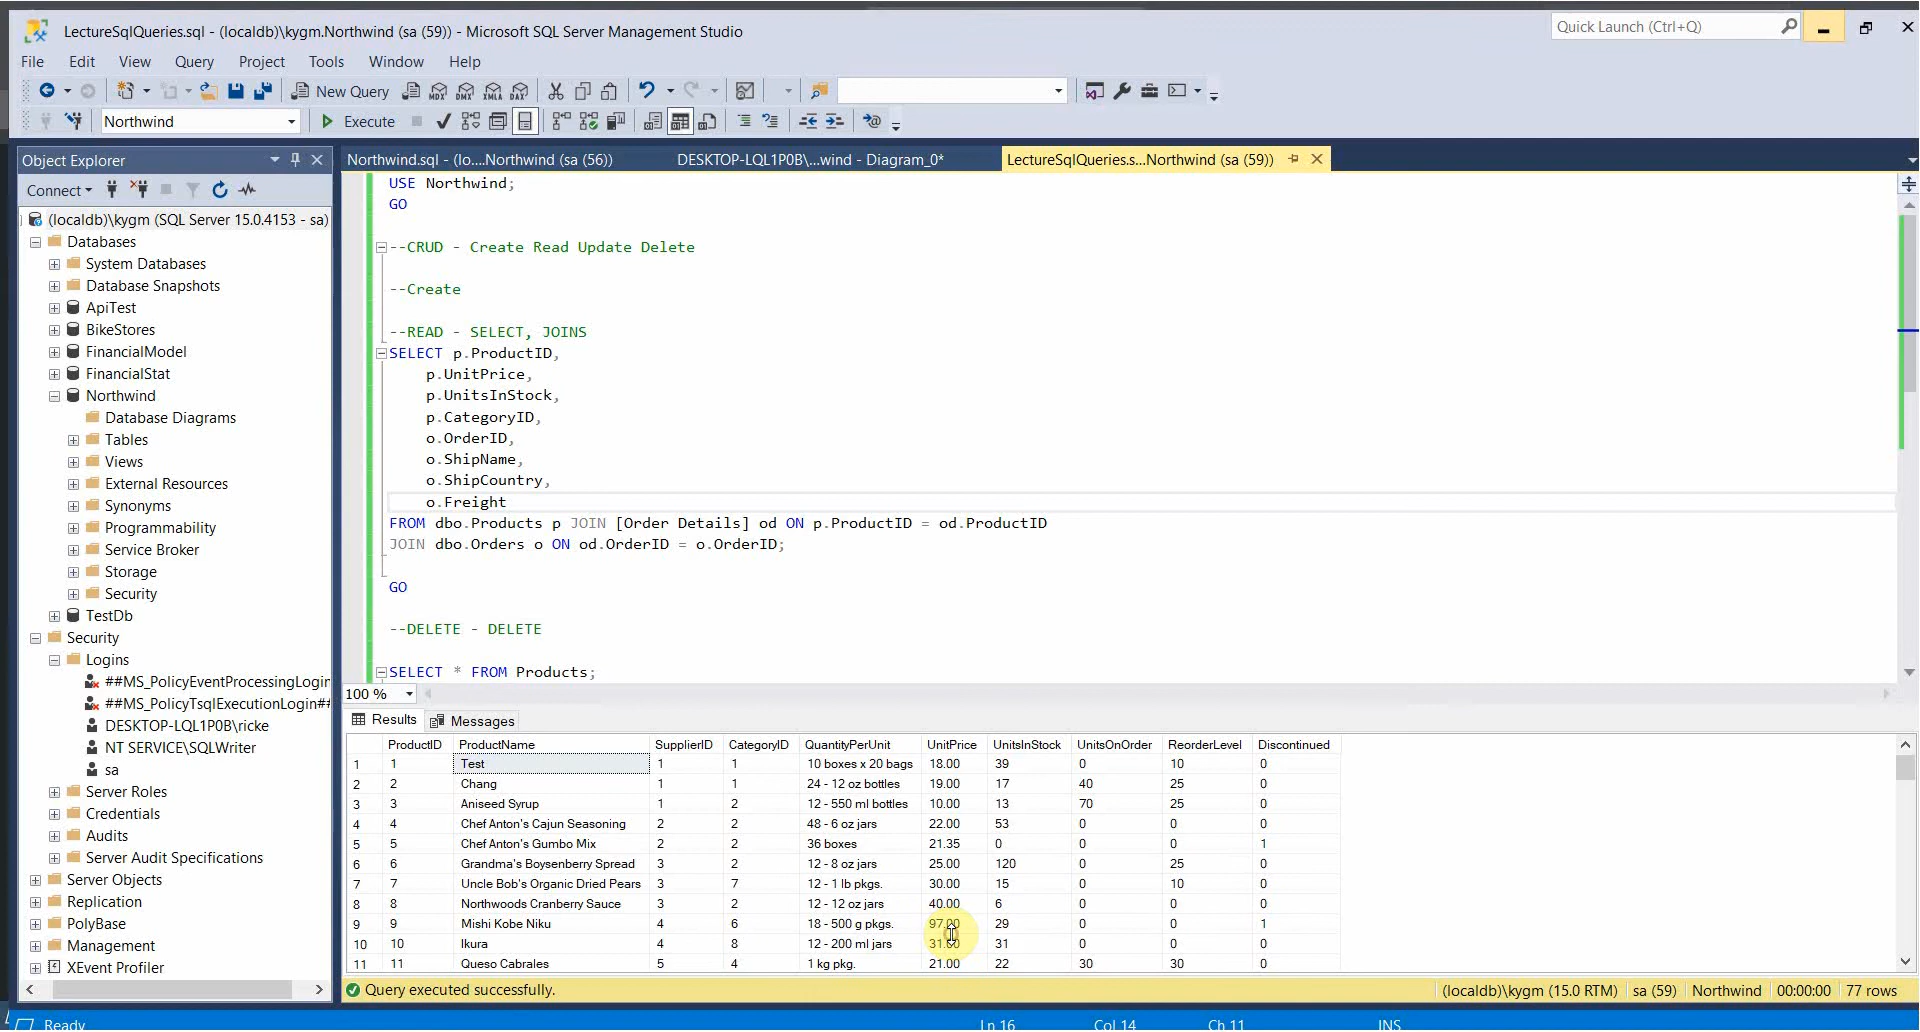 LectureSqlQueries.sql - (localdb)\kygm.Northwind (sa (59)) - Microsoft SQL Server Management Studio
Quick Launch (Ctrl+Q)
File Edit View Query Project Tools Window Help
New Query
MDX DMX XMLA DAX
Northwind
Execute
Object Explorer
Northwind.sql - (lo....Northwind (sa (56))
DESKTOP-LQL1P0B\...wind - Diagram_0*
LectureSqlQueries.s...Northwind (sa (59))
Connect
(localdb)\kygm (SQL Server 15.0.4153 - sa)
Databases
System Databases
Database Snapshots
ApiTest
BikeStores
FinancialModel
FinancialStat
Northwind
Database Diagrams
Tables
Views
External Resources
Synonyms
Programmability
Service Broker
Storage
Security
TestDb
Security
Logins
##MS_PolicyEventProcessingLogin
##MS_PolicyTsqlExecutionLogin##
DESKTOP-LQL1P0B\ricke
NT SERVICE\SQLWriter
sa
Server Roles
Credentials
Audits
Server Audit Specifications
Server Objects
Replication
PolyBase
Management
XEvent Profiler
USE Northwind;
GO
--CRUD - Create Read Update Delete
--Create
--READ - SELECT, JOINS
SELECT p.ProductID,
p.UnitPrice,
p.UnitsInStock,
p.CategoryID,
o.OrderID,
o.ShipName,
o.ShipCountry,
o.Freight
FROM dbo.Products p JOIN [Order Details] od ON p.ProductID = od.ProductID
JOIN dbo.Orders o ON od.OrderID = o.OrderID;
GO
--DELETE - DELETE
SELECT * FROM Products;
100 %
Results Messages
ProductID ProductName SupplierID CategoryID QuantityPerUnit UnitPrice UnitsInStock UnitsOnOrder ReorderLevel Discontinued
1 1 Test 1 1 10 boxes x 20 bags 18.00 39 0 10 0
2 2 Chang 1 1 24 - 12 oz bottles 19.00 17 40 25 0
3 3 Aniseed Syrup 1 2 12 - 550 ml bottles 10.00 13 70 25 0
4 4 Chef Anton's Cajun Seasoning 2 2 48 - 6 oz jars 22.00 53 0 0 0
5 5 Chef Anton's Gumbo Mix 2 2 36 boxes 21.35 0 0 0 1
6 6 Grandma's Boysenberry Spread 3 2 12 - 8 oz jars 25.00 120 0 25 0
7 7 Uncle Bob's Organic Dried Pears 3 7 12 - 1 lb pkgs. 30.00 15 0 10 0
8 8 Northwoods Cranberry Sauce 3 2 12 - 12 oz jars 40.00 6 0 0 0
9 9 Mishi Kobe Niku 4 6 18 - 500 g pkgs. 97.00 29 0 0 1
10 10 Ikura 4 8 12 - 200 ml jars 31.00 31 0 0 0
11 11 Queso Cabrales 5 4 1 kg pkg. 21.00 22 30 30 0
Query executed successfully.
(localdb)\kygm (15.0 RTM) sa (59) Northwind 00:00:00 77 rows
Ready Ln 16 Col 14 Ch 11 INS